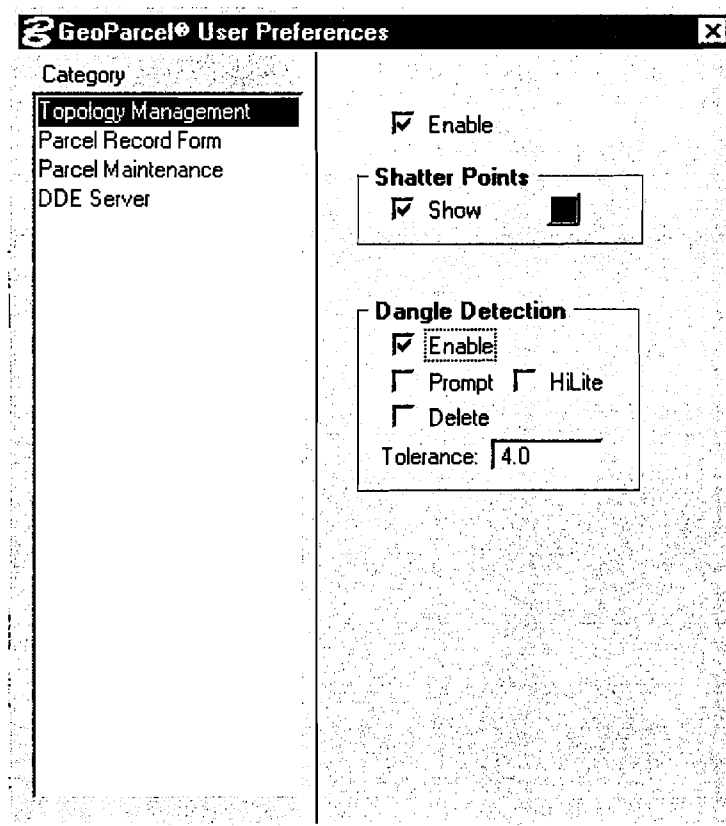 GeoParcel® User Preferences
Category
Topology Management
Parcel Record Form
Parcel Maintenance
DDE Server
Enable
Shatter Points
Show
Dangle Detection
Enable
Prompt HiLite
Delete
Tolerance: 4.0